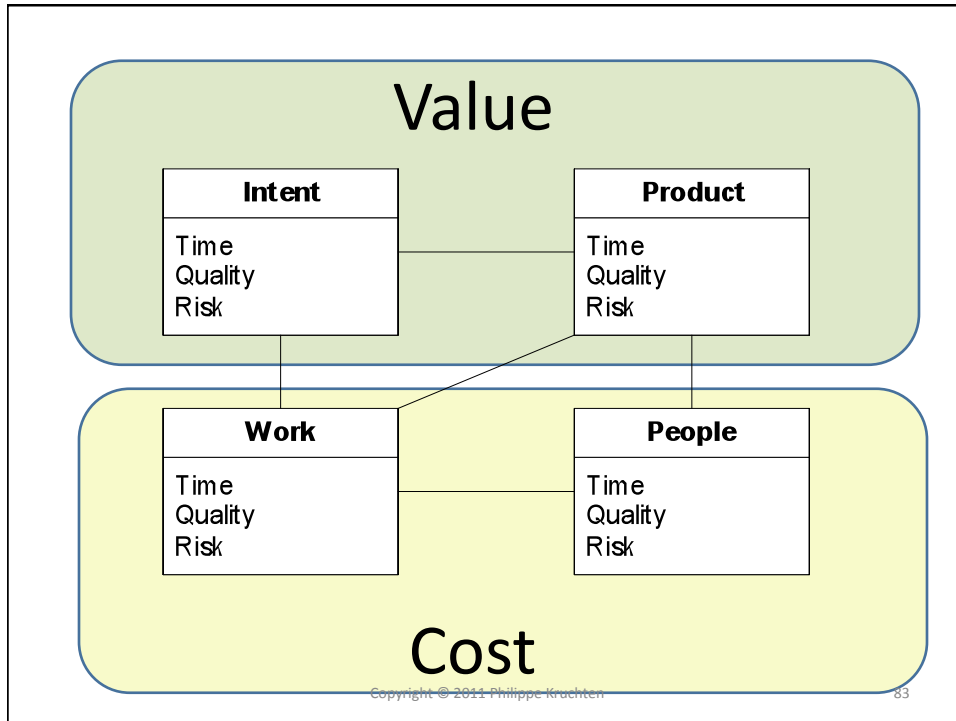 Value
Intent
Time
Quality
Risk
Product
Time
Quality
Risk
Work
Time
Quality
Risk
People
Time
Quality
Risk
Cost
Copyright © 2011 Philippe Kruchten
83